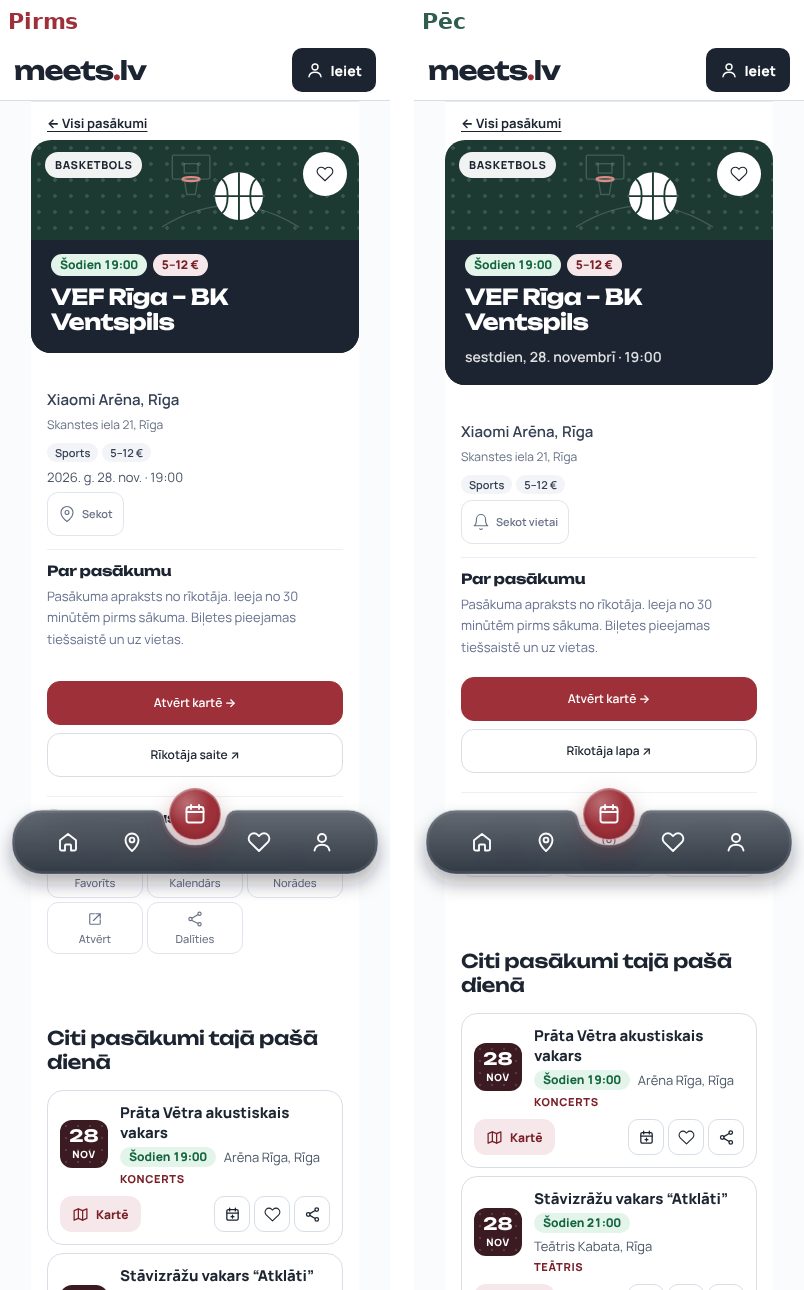 Pirms
meets.lv
Ieiet
← Visi pasākumi
BASKETBOLS
Šodien 19:00
5–12 €
VEF Rīga – BK
Ventspils
Xiaomi Arēna, Rīga
Skanstes iela 21, Rīga
Sports
5–12 €
2026. g. 28. nov. · 19:00
Sekot
Par pasākumu
Pasākuma apraksts no rīkotāja. Ieeja no 30
minūtēm pirms sākuma. Biļetes pieejamas
tiešsaistē un uz vietas.
Atvērt kartē →
Rīkotāja saite ↗
Favorīts
Kalendārs
Norādes
Atvērt
Dalīties
Citi pasākumi tajā pašā
dienā
28
NOV
Prāta Vētra akustiskais
vakars
Šodien 19:00
Arēna Rīga, Rīga
KONCERTS
Kartē
Stāvizrāžu vakars “Atklāti”
Pēc
meets.lv
Ieiet
← Visi pasākumi
BASKETBOLS
Šodien 19:00
5–12 €
VEF Rīga – BK
Ventspils
sestdien, 28. novembrī · 19:00
Xiaomi Arēna, Rīga
Skanstes iela 21, Rīga
Sports
5–12 €
Sekot vietai
Par pasākumu
Pasākuma apraksts no rīkotāja. Ieeja no 30
minūtēm pirms sākuma. Biļetes pieejamas
tiešsaistē un uz vietas.
Atvērt kartē →
Rīkotāja lapa ↗
Citi pasākumi tajā pašā
dienā
28
NOV
Prāta Vētra akustiskais
vakars
Šodien 19:00
Arēna Rīga, Rīga
KONCERTS
Kartē
28
NOV
Stāvizrāžu vakars “Atklāti”
Šodien 21:00
Teātris Kabata, Rīga
TEĀTRIS